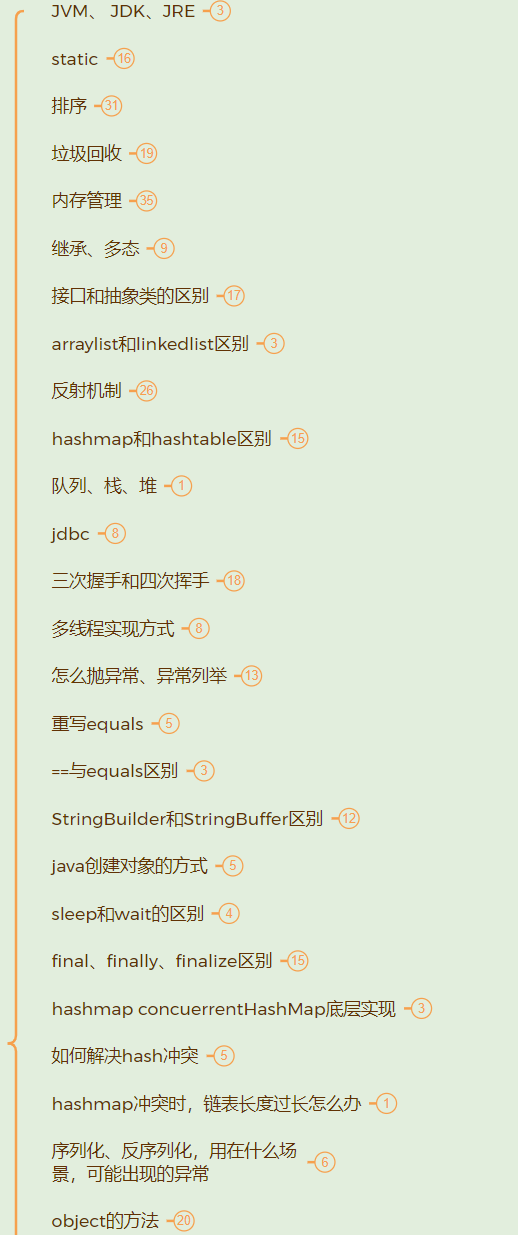 JVM、 JDK、JRE 3
static 16
排序 31
垃圾回收 19
内存管理 35
继承、多态 9
接口和抽象类的区别 17
arraylist和linkedlist区别 3
反射机制 26
hashmap和hashtable区别 15
队列、栈、堆 1
jdbc 8
三次握手和四次挥手 18
多线程实现方式 8
怎么抛异常、异常列举 13
重写equals 5
==与equals区别 3
StringBuilder和StringBuffer区别 12
java创建对象的方式 5
sleep和wait的区别 4
final、finally、finalize区别 15
hashmap concuerrentHashMap底层实现 3
如何解决hash冲突 5
hashmap冲突时，链表长度过长怎么办 1
序列化、反序列化，用在什么场
景，可能出现的异常 6
object的方法 20